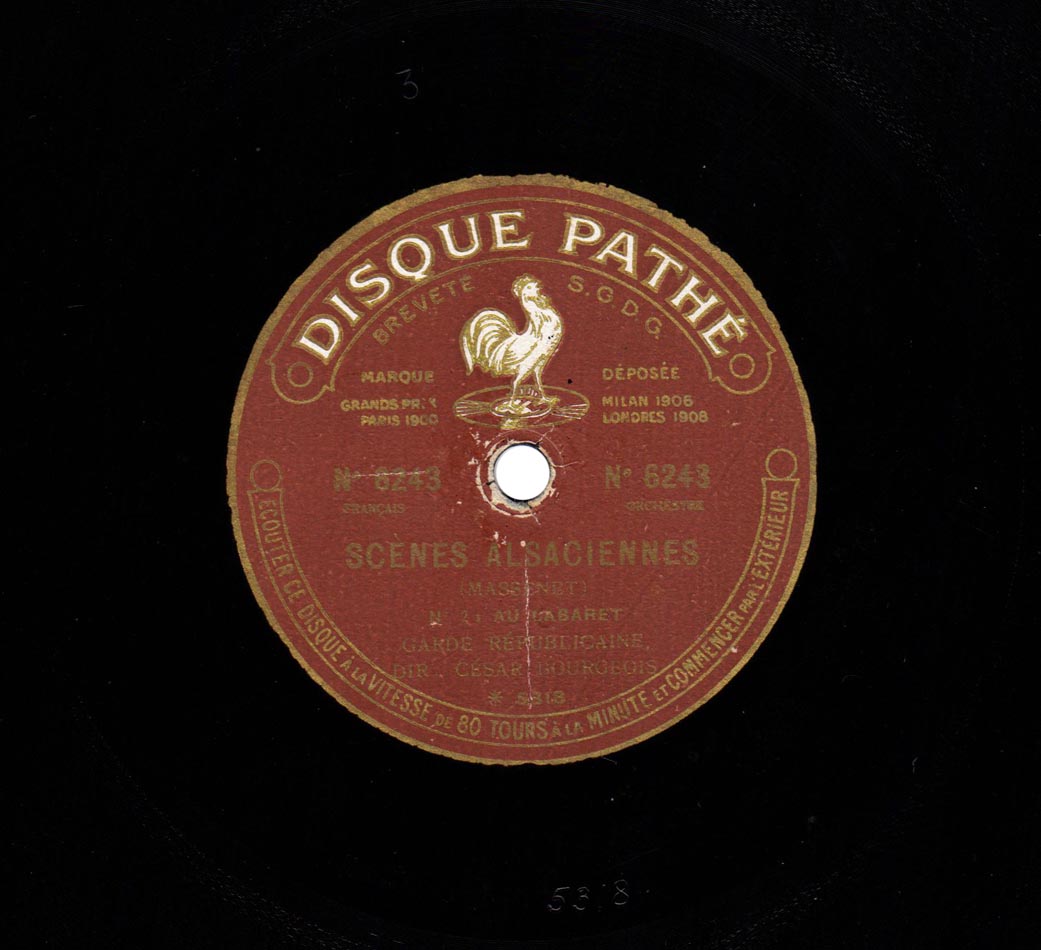 3
DISQUE PATHÉ
BREVETÉ S.G.D.G.
MARQUE DÉPOSÉE
GRANDS PRIX MILAN 1906
PARIS 1900 LONDRES 1908
N° 6243 N° 6243
FRANÇAIS ORCHESTRE
SCÈNES ALSACIENNES
(MASSENET)
AU CABARET
GARDE RÉPUBLICAINE,
DIR.: CÉSAR BOURGEOIS
* 5318
ÉCOUTER CE DISQUE À LA VITESSE DE 80 TOURS À LA MINUTE ET COMMENCER PAR L'EXTÉRIEUR
5318